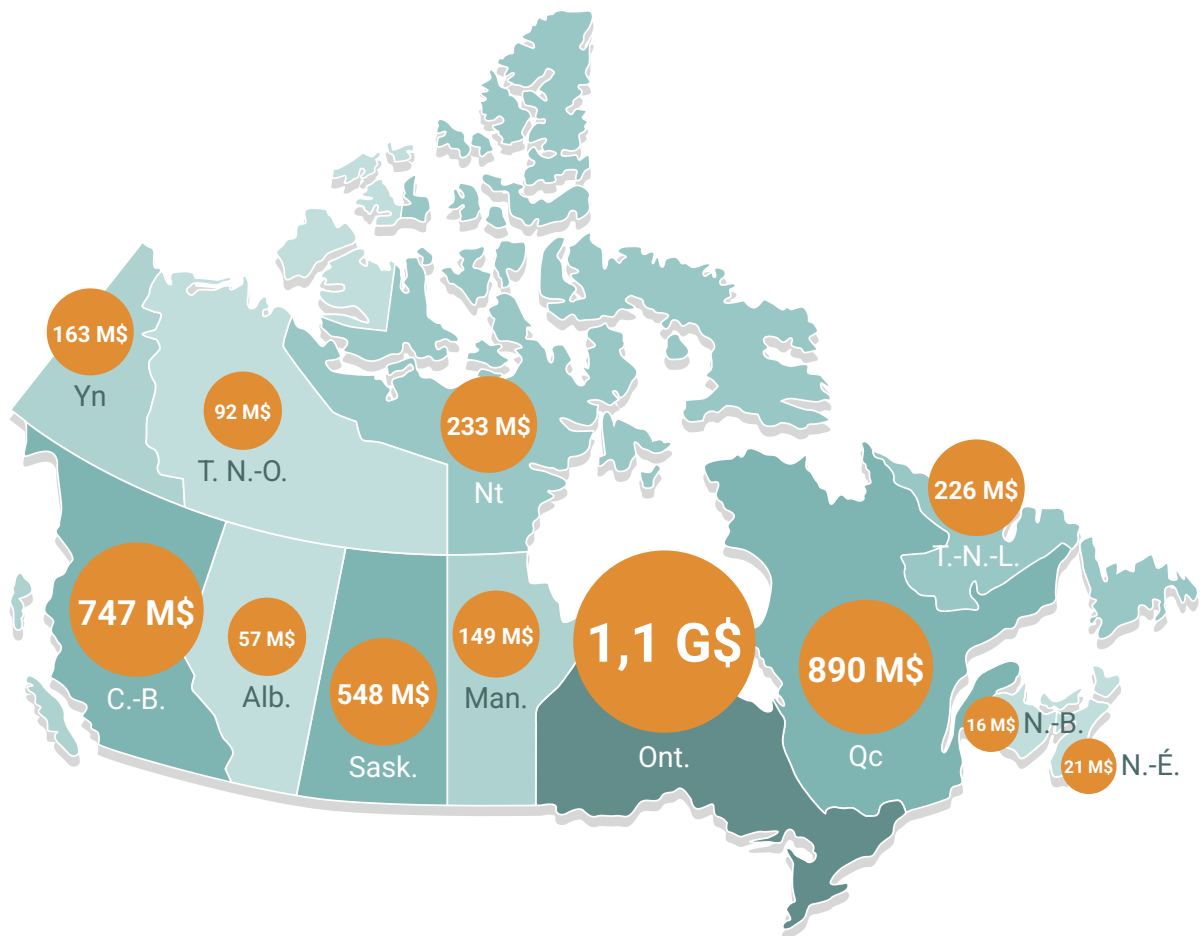 163 M$
Yn
92 M$
T. N.-O.
233 M$
Nt
226 M$
T.-N.-L.
747 M$
C.-B.
57 M$
Alb.
548 M$
Sask.
149 M$
Man.
1,1 G$
Ont.
890 M$
Qc
16 M$ N.-B.
21 M$ N.-É.